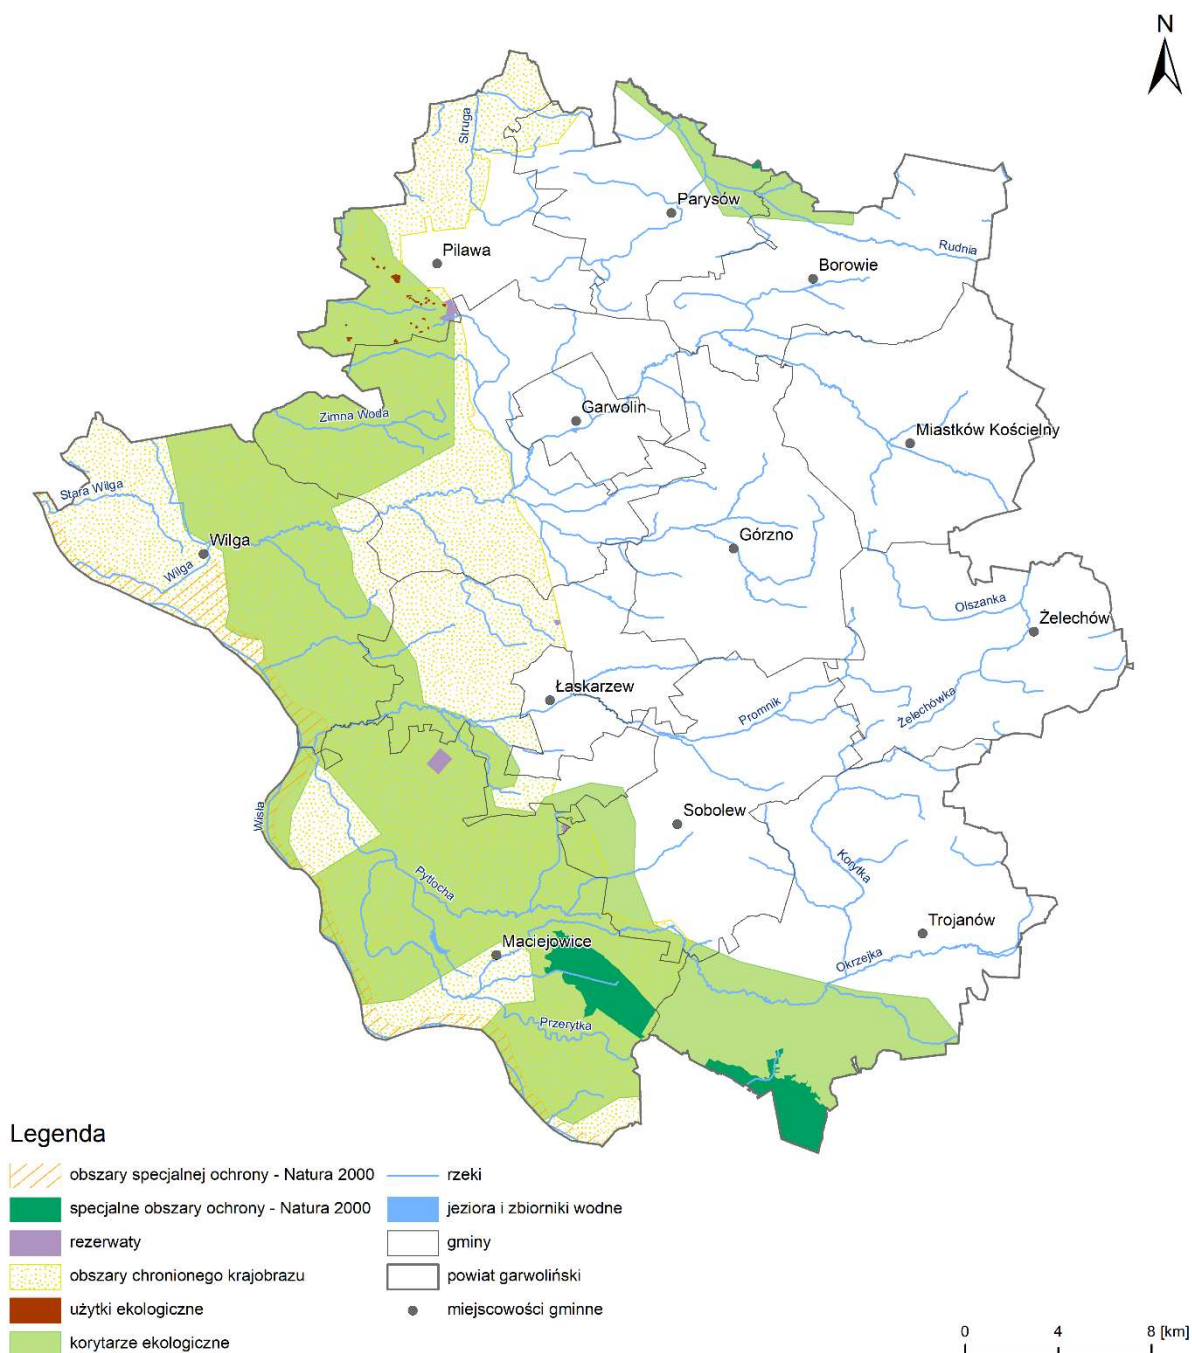 N
Struga
Parysów
Rudnia
Pilawa
Borowie
Zimna Woda
Garwolin
Miastków Kościelny
Stara Wilga
Wilga
Wilga
Górzno
Olszanka
Żelechów
Łaskarzew
Promnik
Żelechówka
Wisła
Sobolew
Korytka
Pytlocha
Trojanów
Maciejowice
Okrzejka
Przerytka
Legenda
obszary specjalnej ochrony - Natura 2000
specjalne obszary ochrony - Natura 2000
rezerwaty
obszary chronionego krajobrazu
użytki ekologiczne
korytarze ekologiczne
rzeki
jeziora i zbiorniki wodne
gminy
powiat garwoliński
miejscowości gminne
0 4 8 [km]